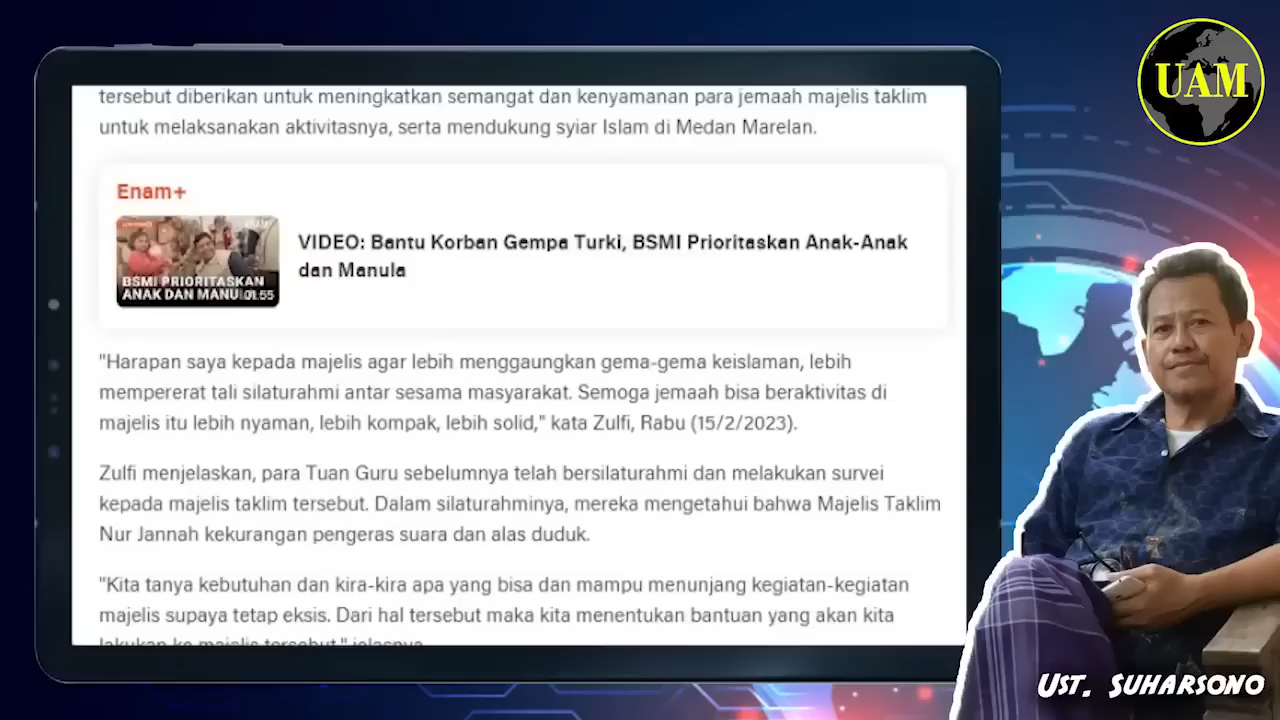 UAM
tersebut diberikan untuk meningkatkan semangat dan kenyamanan para jemaah majelis taklim
untuk melaksanakan aktivitasnya, serta mendukung syiar Islam di Medan Marelan.
Enam+
BSMI PRIORITASKAN
ANAK DAN MANU
01:55
VIDEO: Bantu Korban Gempa Turki, BSMI Prioritaskan Anak-Anak
dan Manula
"Harapan saya kepada majelis agar lebih menggaungkan gema-gema keislaman, lebih
mempererat tali silaturahmi antar sesama masyarakat. Semoga jemaah bisa beraktivitas di
majelis itu lebih nyaman, lebih kompak, lebih solid," kata Zulfi, Rabu (15/2/2023).
Zulfi menjelaskan, para Tuan Guru sebelumnya telah bersilaturahmi dan melakukan survei
kepada majelis taklim tersebut. Dalam silaturahminya, mereka mengetahui bahwa Majelis Taklim
Nur Jannah kekurangan pengeras suara dan alas duduk.
"Kita tanya kebutuhan dan kira-kira apa yang bisa dan mampu menunjang kegiatan-kegiatan
majelis supaya tetap eksis. Dari hal tersebut maka kita menentukan bantuan yang akan kita
lakukan ke majelis tersebut," jelasnya.
UST. SUHARSONO